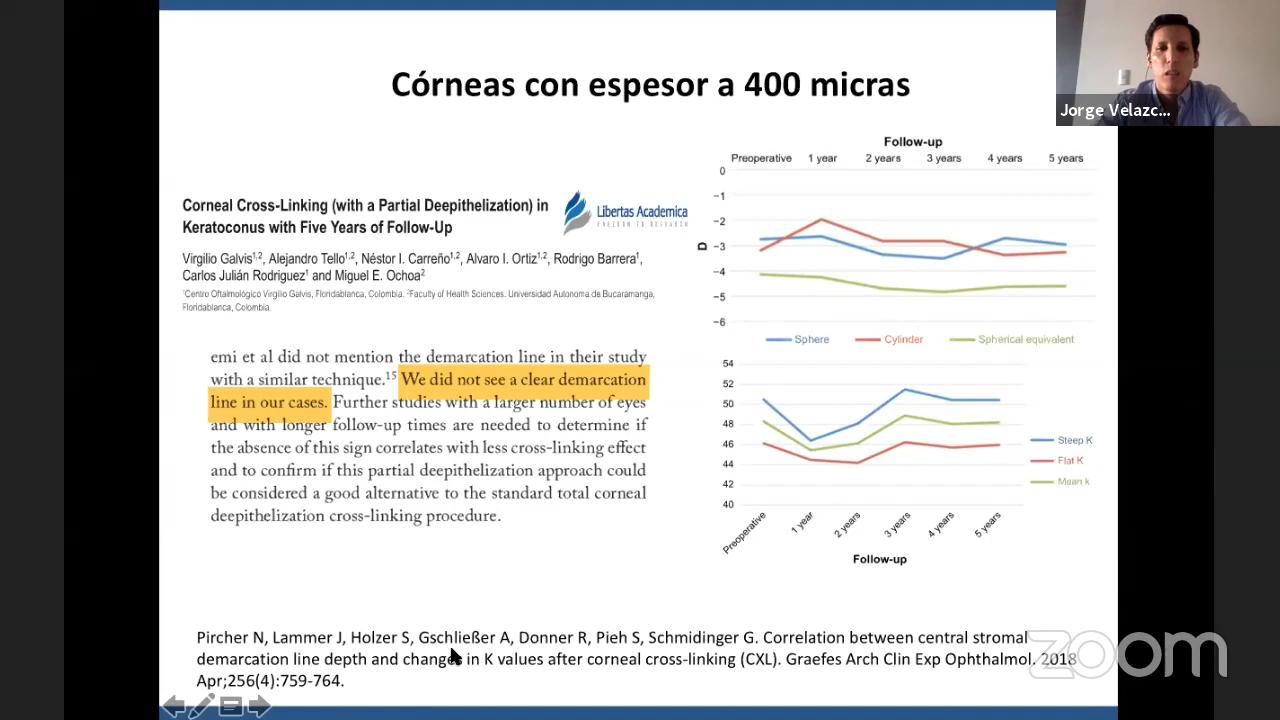 Córneas con espesor a 400 micras
Jorge Velazc...
Corneal Cross-Linking (with a Partial Deepithelization) in
Keratoconus with Five Years of Follow-Up
Libertas Academica
FREEDOM TO RESEARCH
Virgilio Galvis1,2, Alejandro Tello1,2, Néstor I. Carreño1,2, Alvaro I. Ortiz1,2, Rodrigo Barrera1,
Carlos Julián Rodriguez1 and Miguel E. Ochoa2
1Centro Oftalmológico Virgilio Galvis, Floridablanca, Colombia. 2Faculty of Health Sciences. Universidad Autonoma de Bucaramanga,
Floridablanca, Colombia.
emi et al did not mention the demarcation line in their study
with a similar technique.15 We did not see a clear demarcation
line in our cases. Further studies with a larger number of eyes
and with longer follow-up times are needed to determine if
the absence of this sign correlates with less cross-linking effect
and to confirm if this partial deepithelization approach could
be considered a good alternative to the standard total corneal
deepithelization cross-linking procedure.
Follow-up
Preoperative 1 year 2 years 3 years 4 years 5 years
0
−1
−2
D −3
−4
−5
−6
Sphere Cylinder Spherical equivalent
54
52
50
48
46
44
42
40
Steep K
Flat K
Mean k
Preoperative 1 year 2 years 3 years 4 years 5 years
Follow-up
Pircher N, Lammer J, Holzer S, Gschließer A, Donner R, Pieh S, Schmidinger G. Correlation between central stromal
demarcation line depth and changes in K values after corneal cross-linking (CXL). Graefes Arch Clin Exp Ophthalmol. 2018
Apr;256(4):759-764.
zoom